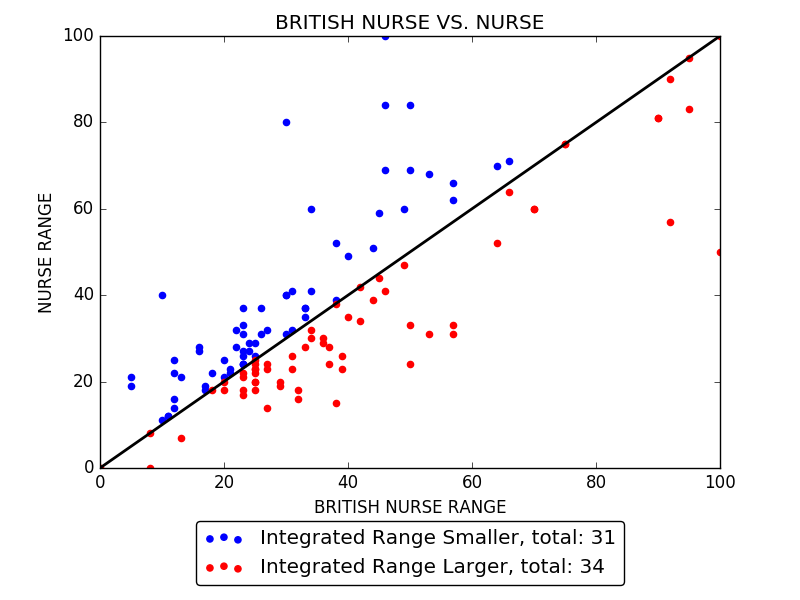 BRITISH NURSE VS. NURSE
100
80
60
40
20
0
NURSE RANGE
0 20 40 60 80 100
BRITISH NURSE RANGE
Integrated Range Smaller, total: 31
Integrated Range Larger, total: 34